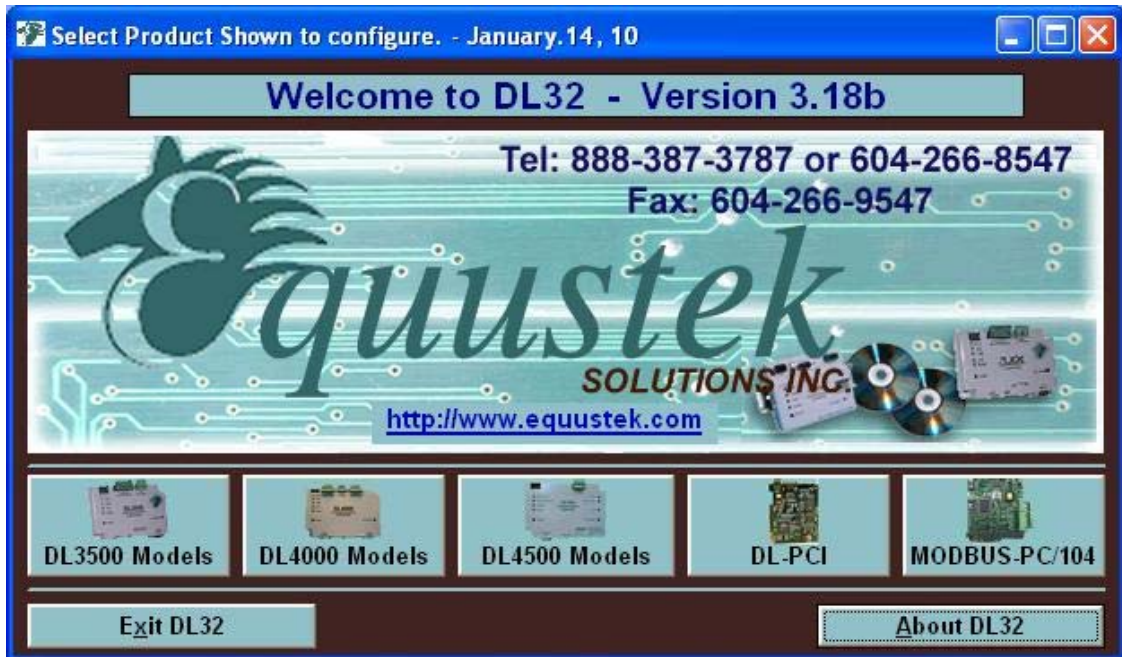 Select Product Shown to configure. - January.14, 10
Welcome to DL32 - Version 3.18b
Tel: 888-387-3787 or 604-266-8547
Fax: 604-266-9547
Equustek
SOLUTIONS INC.
http://www.equustek.com
DL3500 Models
DL4000 Models
DL4500 Models
DL-PCI
MODBUS-PC/104
Exit DL32
About DL32